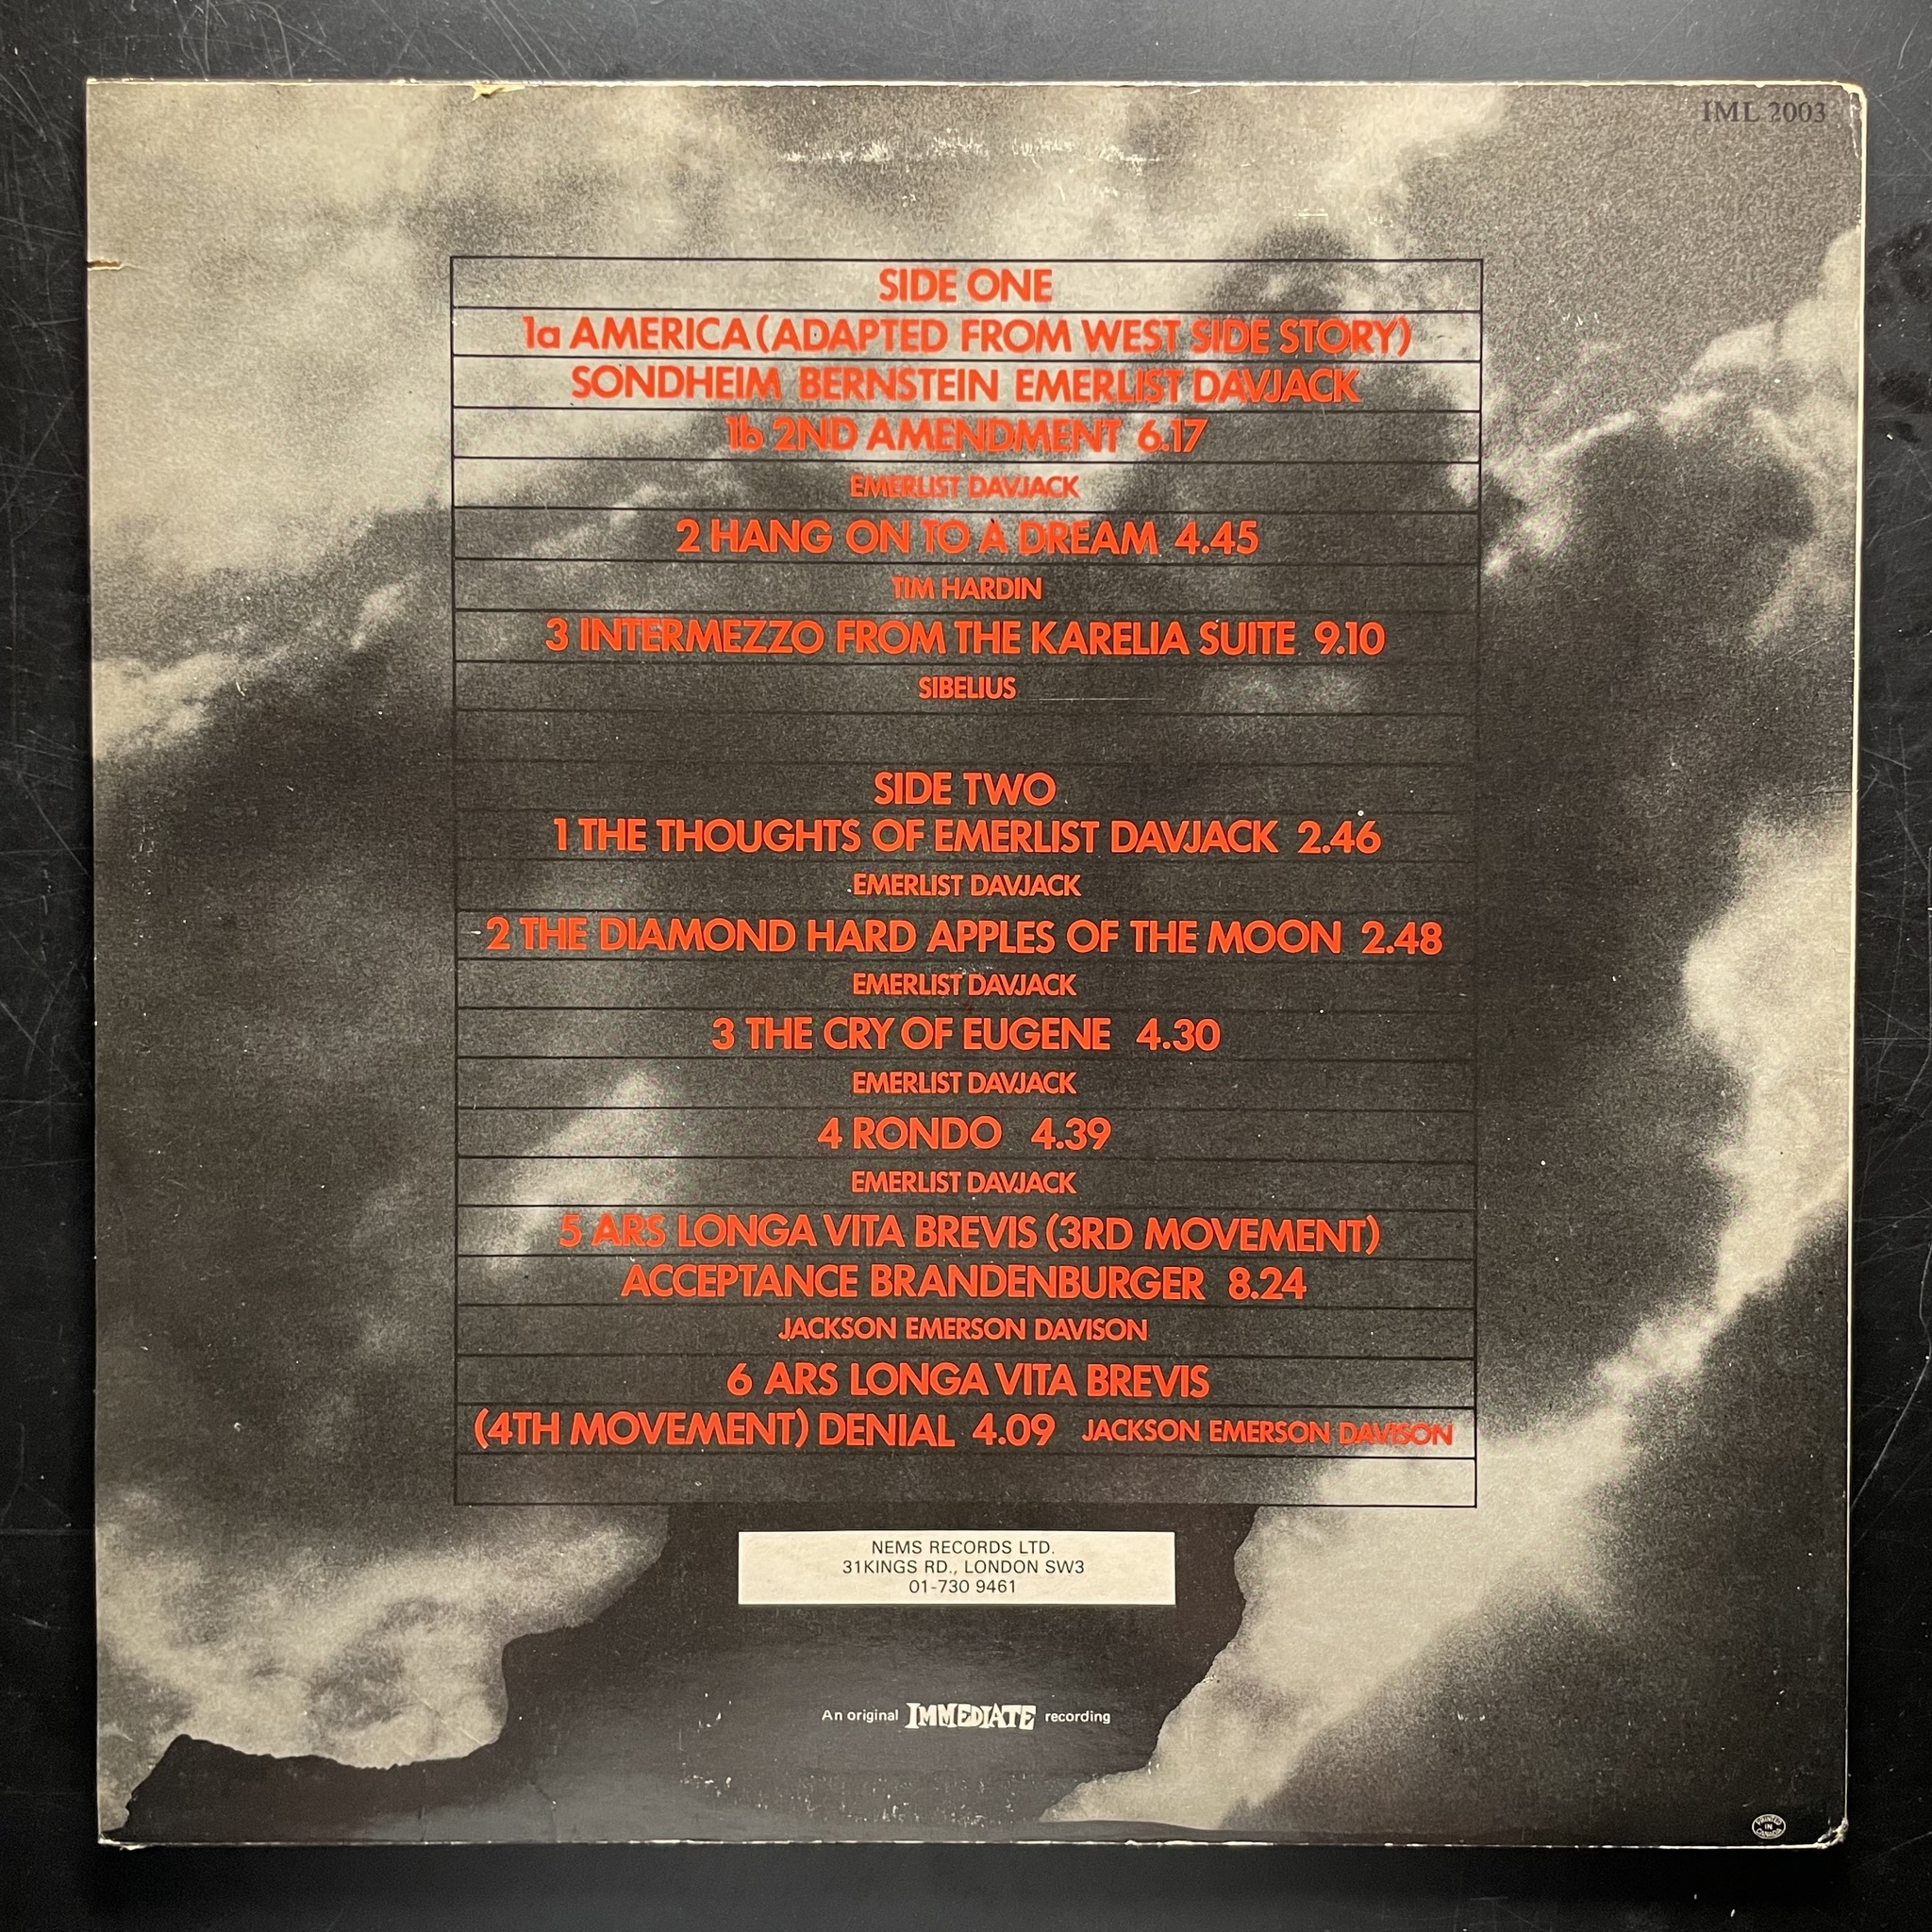 IML 2003
SIDE ONE
1a AMERICA (ADAPTED FROM WEST SIDE STORY)
SONDHEIM BERNSTEIN EMERLIST DAVJACK
1b 2ND AMENDMENT 6.17
EMERLIST DAVJACK
2 HANG ON TO A DREAM 4.45
TIM HARDIN
3 INTERMEZZO FROM THE KARELIA SUITE 9.10
SIBELIUS
SIDE TWO
1 THE THOUGHTS OF EMERLIST DAVJACK 2.46
EMERLIST DAVJACK
2 THE DIAMOND HARD APPLES OF THE MOON 2.48
EMERLIST DAVJACK
3 THE CRY OF EUGENE 4.30
EMERLIST DAVJACK
4 RONDO 4.39
EMERLIST DAVJACK
5 ARS LONGA VITA BREVIS (3RD MOVEMENT)
ACCEPTANCE BRANDENBURGER 8.24
JACKSON EMERSON DAVISON
6 ARS LONGA VITA BREVIS
(4TH MOVEMENT) DENIAL 4.09 JACKSON EMERSON DAVISON
NEMS RECORDS LTD.
31KINGS RD., LONDON SW3
01-730 9461
An original IMMEDIATE recording
PRINTED
IN
CANADA